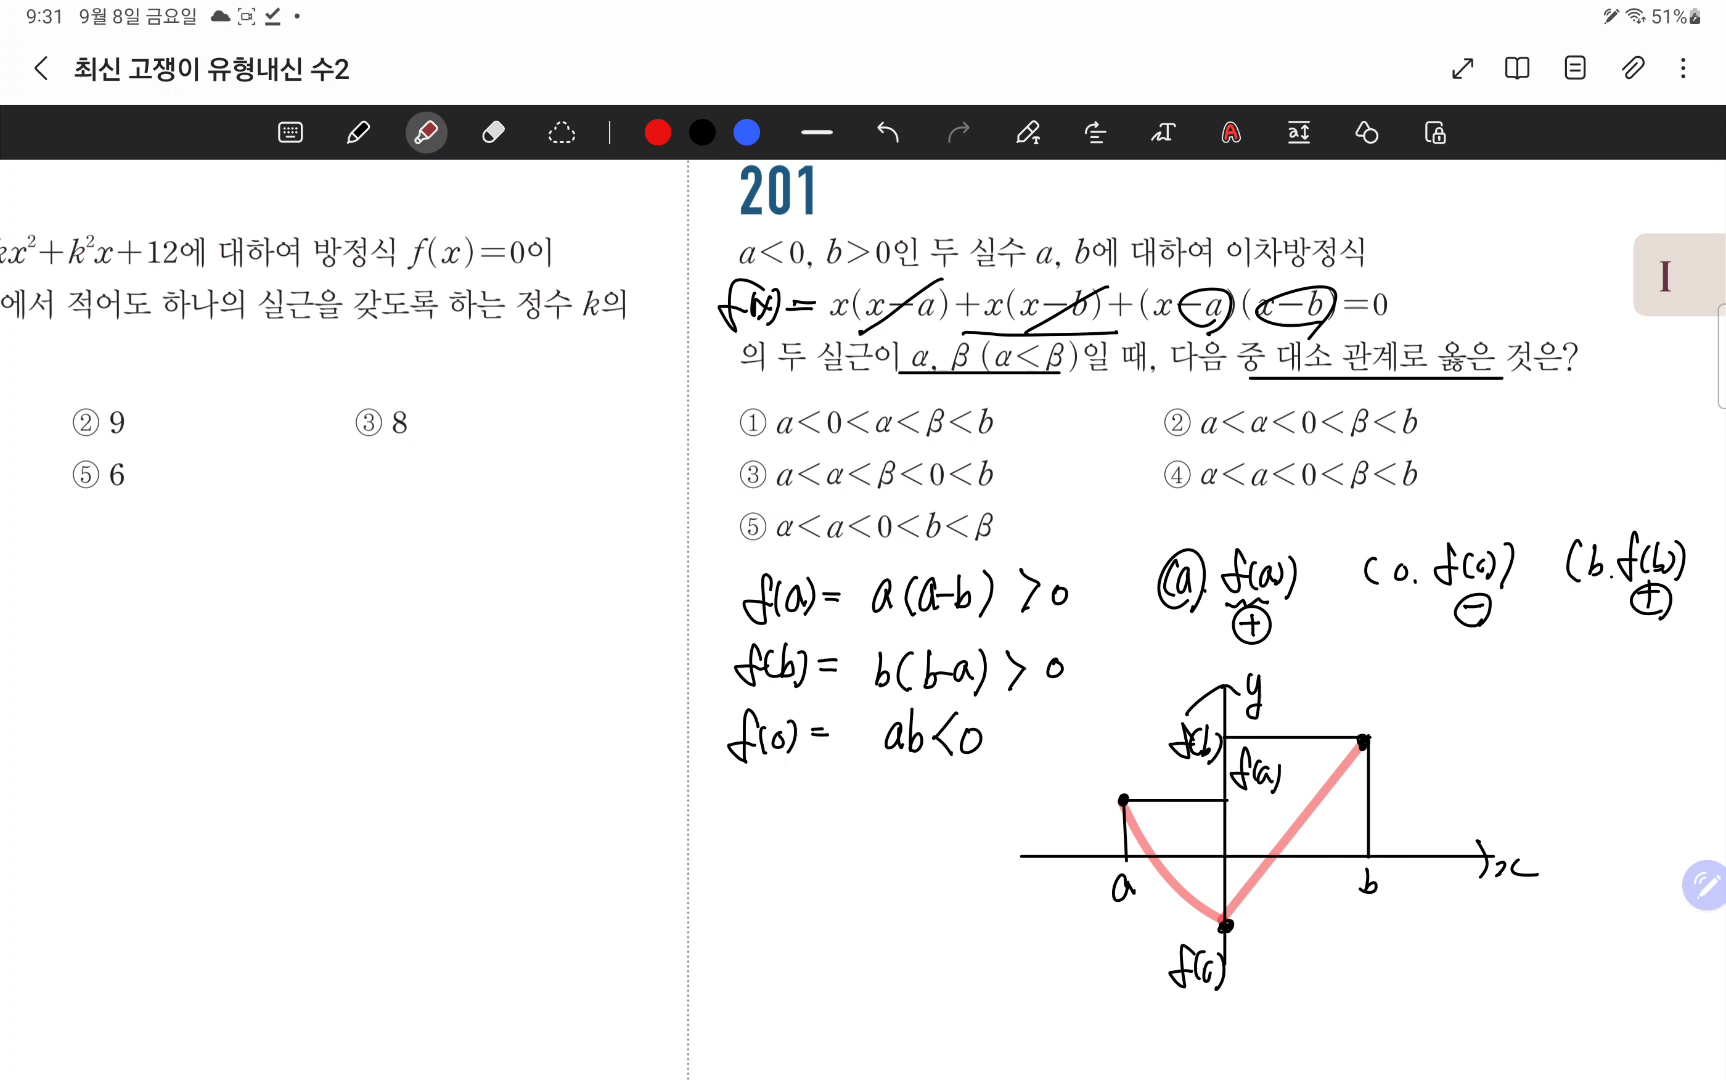 9:31 9월 8일 금요일
51%
최신 고쟁이 유형내신 수2
kx²+k²x+12에 대하여 방정식 f(x)=0이
에서 적어도 하나의 실근을 갖도록 하는 정수 k의
② 9 ③ 8
⑤ 6
201
a<0, b>0인 두 실수 a, b에 대하여 이차방정식
f(x)= x(x-a)+x(x-b)+(x-a)(x-b)=0
의 두 실근이 α, β (α<β)일 때, 다음 중 대소 관계로 옳은 것은?
① a<0<α<β<b ② a<α<0<β<b
③ a<α<β<0<b ④ α<a<0<β<b
⑤ α<a<0<b<β
I
f(a)= a(a-b) >0
f(b)= b(b-a) >0
f(0)= ab<0
(a. f(a)) (0. f(0)) (b. f(b))
+ - +
y
f(b)
f(a)
a b x
f(0)